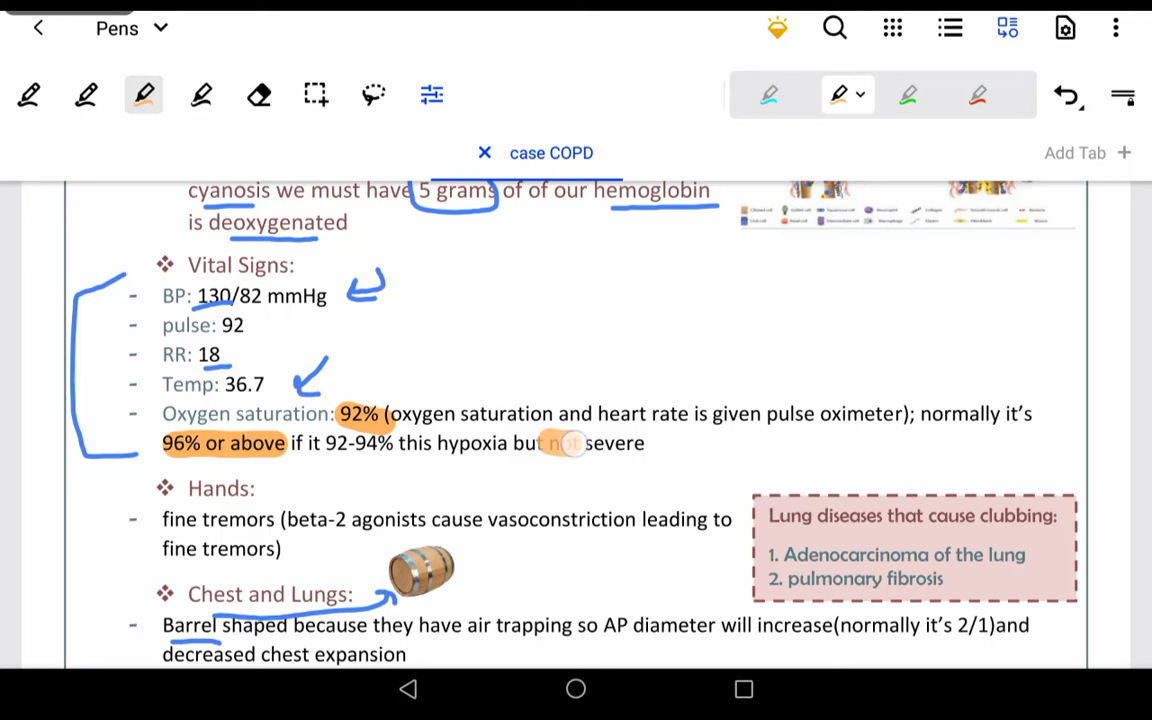 Pens
case COPD
Add Tab
cyanosis we must have 5 grams of of our hemoglobin
is deoxygenated
❖ Vital Signs:
- BP: 130/82 mmHg
- pulse: 92
- RR: 18
- Temp: 36.7
- Oxygen saturation: 92% (oxygen saturation and heart rate is given pulse oximeter); normally it's
96% or above if it 92-94% this hypoxia but not severe
❖ Hands:
- fine tremors (beta-2 agonists cause vasoconstriction leading to
fine tremors)
❖ Chest and Lungs:
- Barrel shaped because they have air trapping so AP diameter will increase(normally it's 2/1)and
decreased chest expansion
Lung diseases that cause clubbing:
1. Adenocarcinoma of the lung
2. pulmonary fibrosis